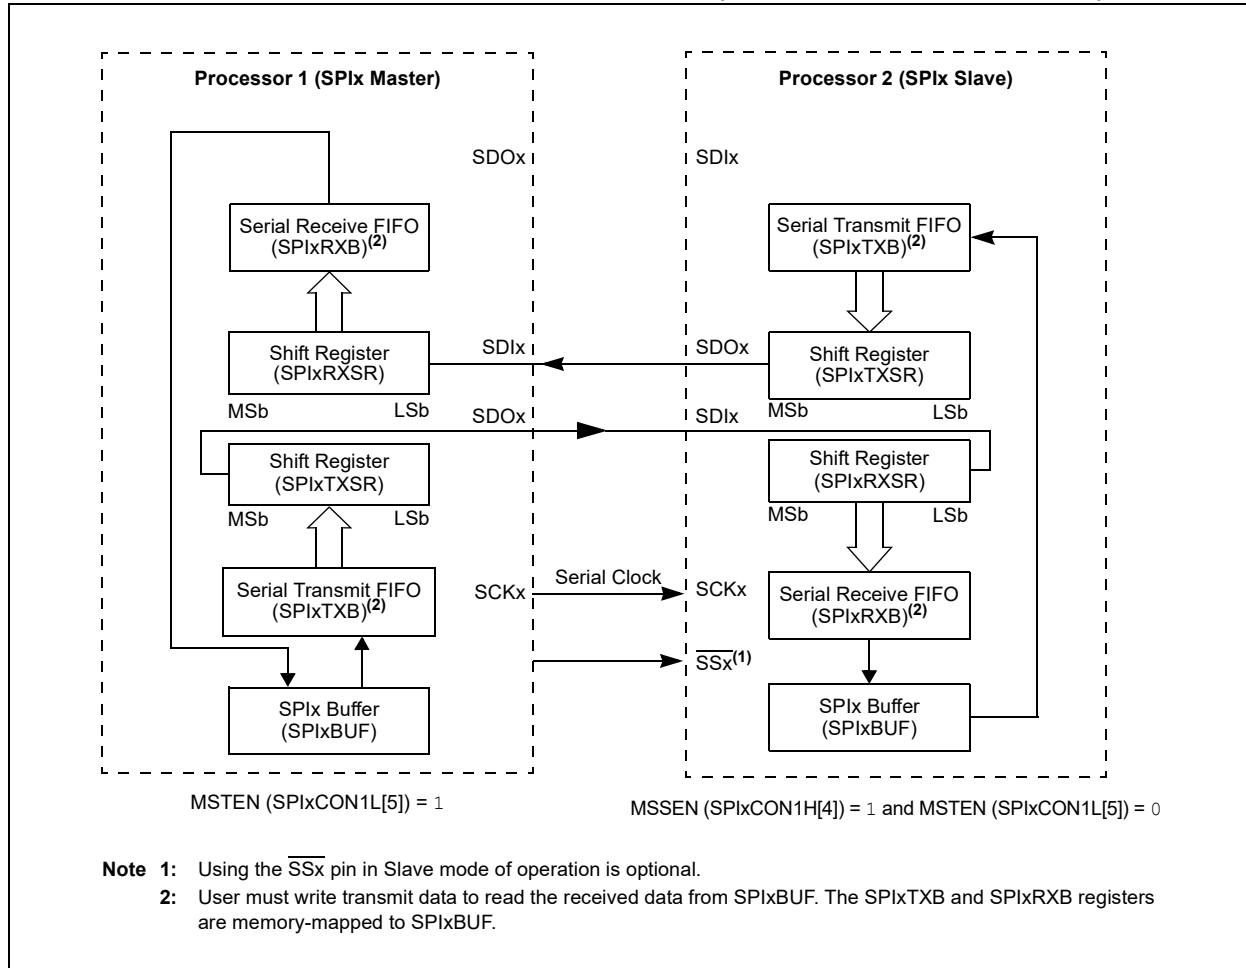 Processor 1 (SPIx Master)
Processor 2 (SPIx Slave)
SDOx
SDIx
Serial Receive FIFO
(SPIxRXB)(2)
Serial Transmit FIFO
(SPIxTXB)(2)
Shift Register
(SPIxRXSR)
SDIx
SDOx
Shift Register
(SPIxTXSR)
MSb
LSb
MSb
LSb
SDOx
SDIx
Shift Register
(SPIxTXSR)
Shift Register
(SPIxRXSR)
MSb
LSb
MSb
LSb
Serial Transmit FIFO
(SPIxTXB)(2)
SCKx
Serial Clock
SCKx
Serial Receive FIFO
(SPIxRXB)(2)
SSx(1)
SPIx Buffer
(SPIxBUF)
SPIx Buffer
(SPIxBUF)
MSTEN (SPIxCON1L[5]) = 1
MSSEN (SPIxCON1H[4]) = 1 and MSTEN (SPIxCON1L[5]) = 0
Note 1: Using the SSx pin in Slave mode of operation is optional.
2: User must write transmit data to read the received data from SPIxBUF. The SPIxTXB and SPIxRXB registers
are memory-mapped to SPIxBUF.